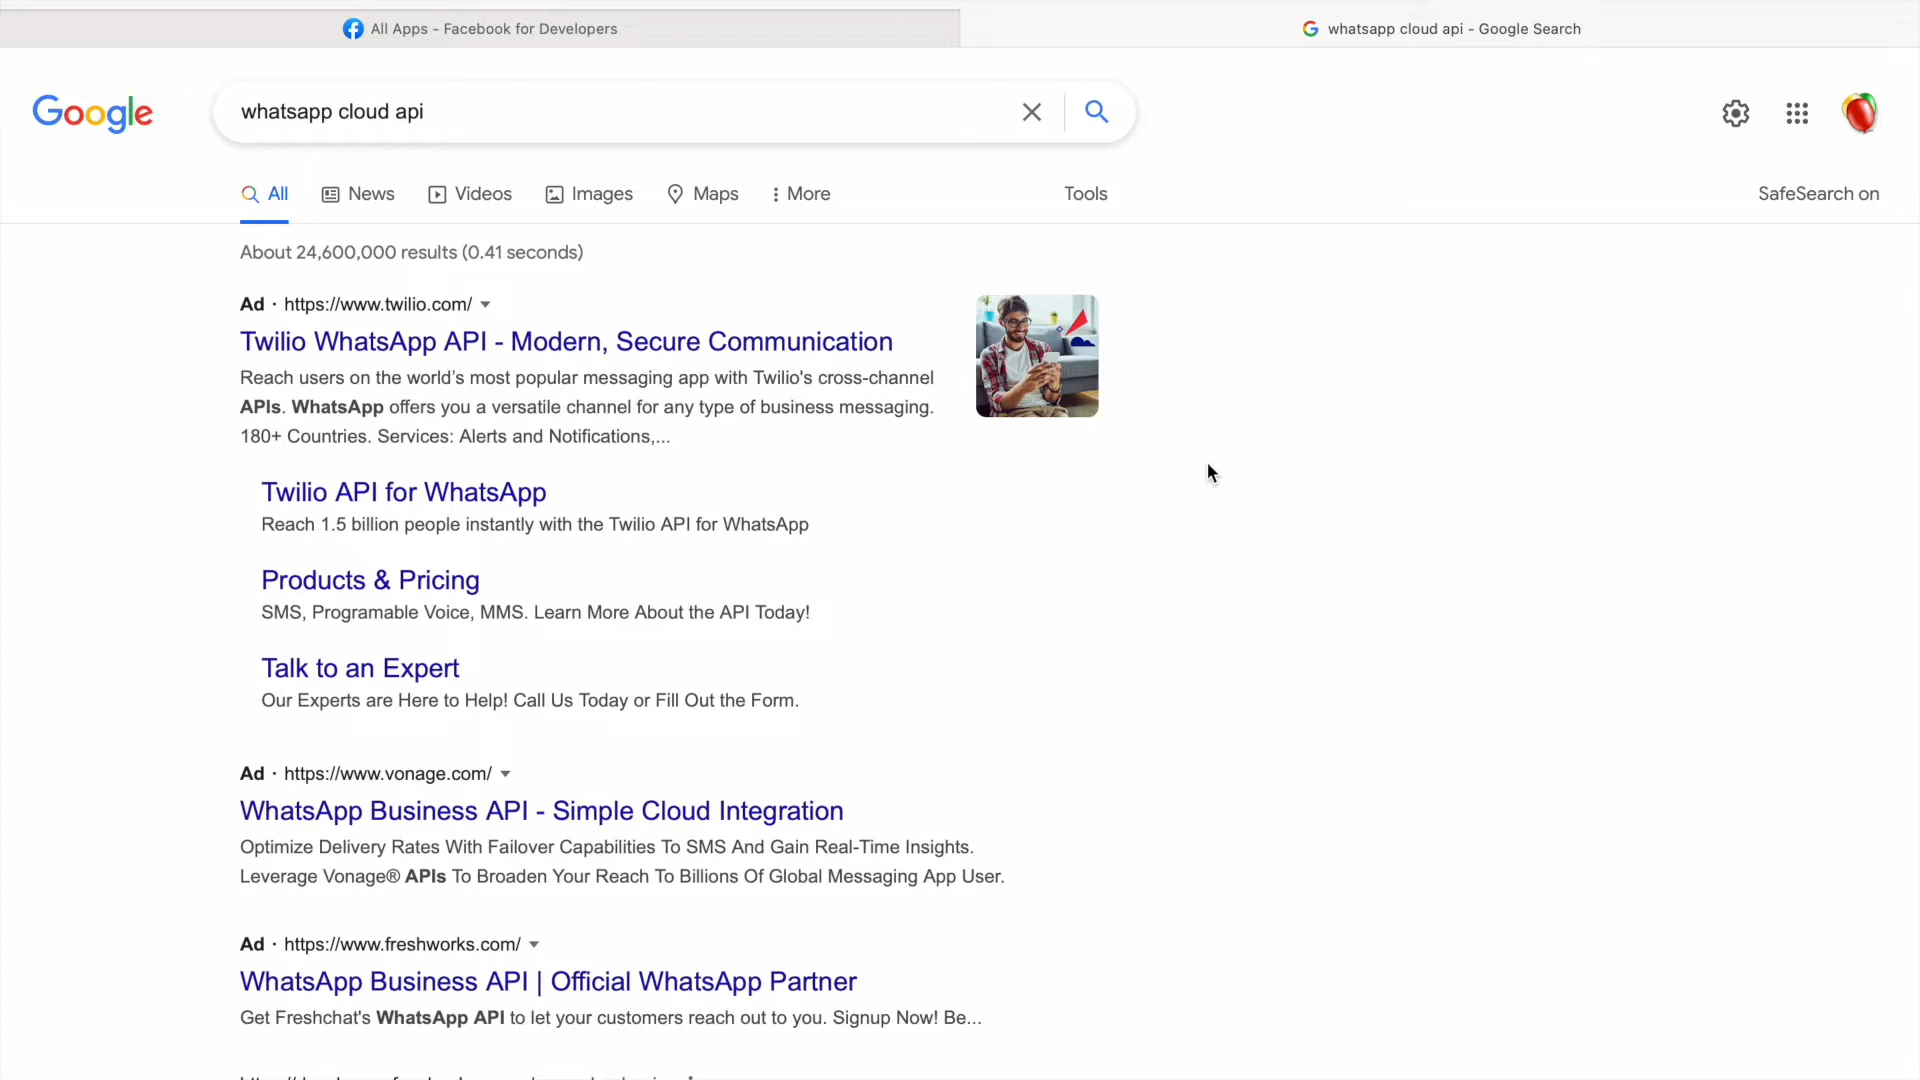 All Apps - Facebook for Developers
whatsapp cloud api - Google Search
Google
whatsapp cloud api
All
News
Videos
Images
Maps
More
Tools
SafeSearch on
About 24,600,000 results (0.41 seconds)
Ad · https://www.twilio.com/
Twilio WhatsApp API - Modern, Secure Communication
Reach users on the world’s most popular messaging app with Twilio's cross-channel
APIs. WhatsApp offers you a versatile channel for any type of business messaging.
180+ Countries. Services: Alerts and Notifications,...
Twilio API for WhatsApp
Reach 1.5 billion people instantly with the Twilio API for WhatsApp
Products & Pricing
SMS, Programable Voice, MMS. Learn More About the API Today!
Talk to an Expert
Our Experts are Here to Help! Call Us Today or Fill Out the Form.
Ad · https://www.vonage.com/
WhatsApp Business API - Simple Cloud Integration
Optimize Delivery Rates With Failover Capabilities To SMS And Gain Real-Time Insights.
Leverage Vonage® APIs To Broaden Your Reach To Billions Of Global Messaging App User.
Ad · https://www.freshworks.com/
WhatsApp Business API | Official WhatsApp Partner
Get Freshchat's WhatsApp API to let your customers reach out to you. Signup Now! Be...